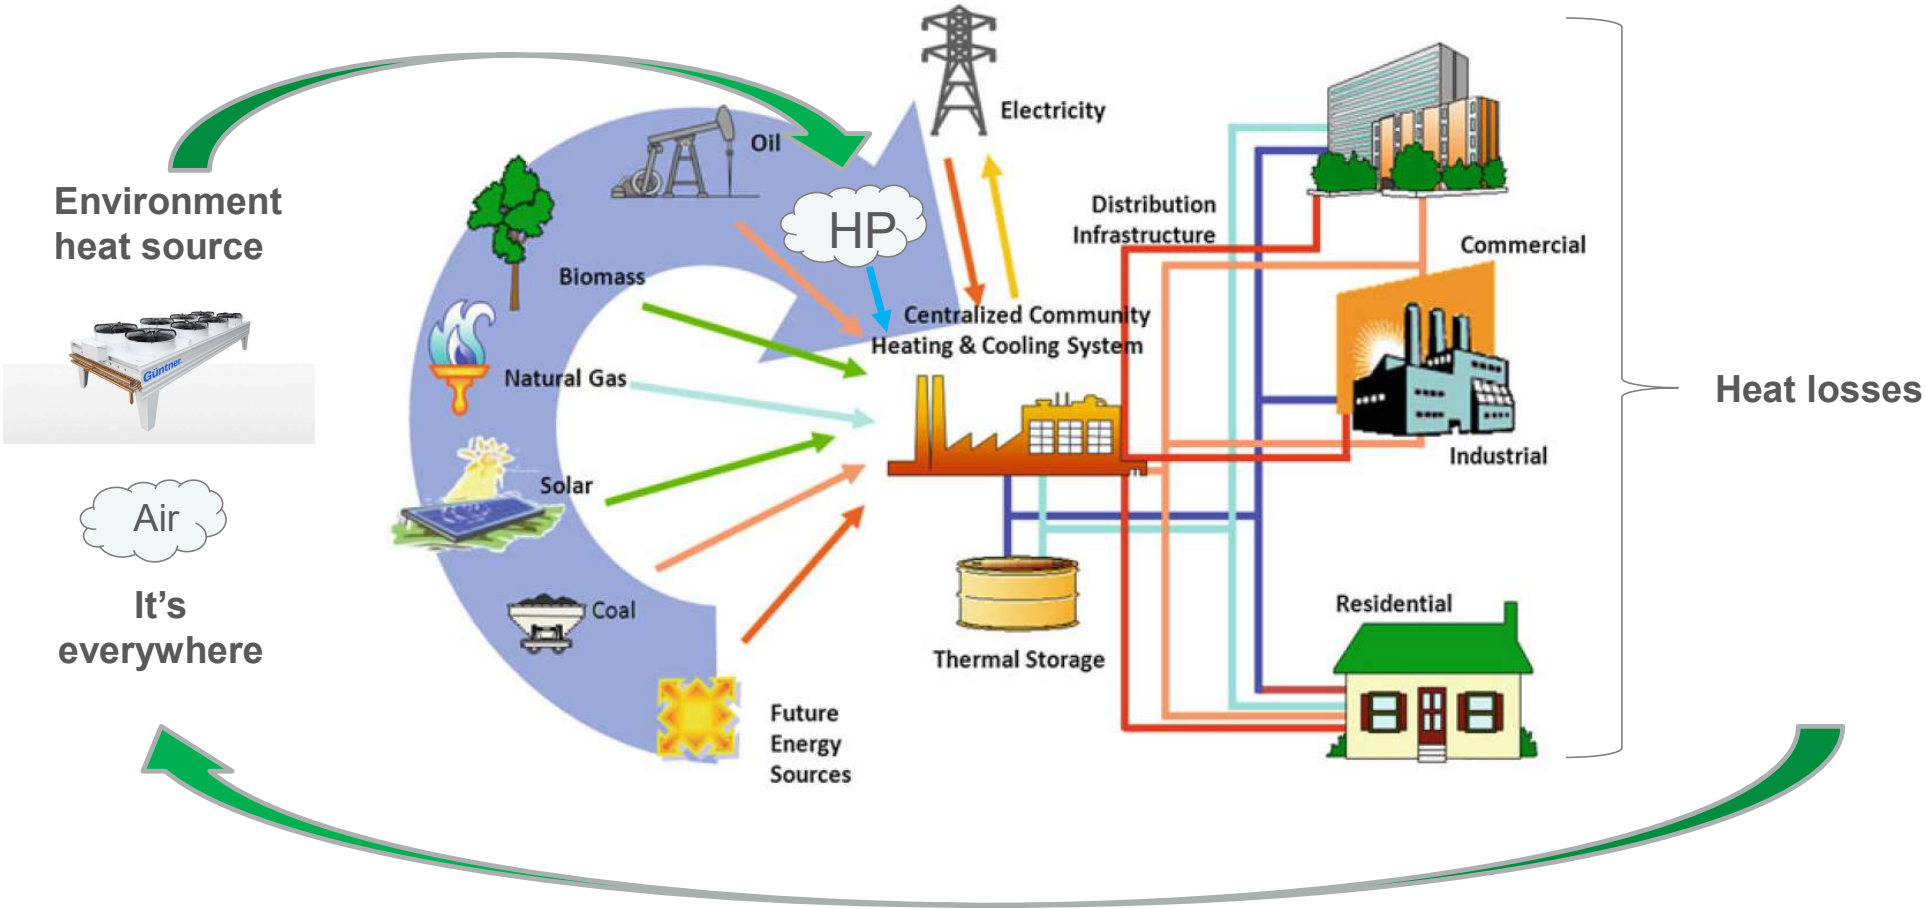 Environment
heat source
Güntner
Air
It's
everywhere
Oil
Biomass
Natural Gas
Solar
Coal
Future
Energy
Sources
HP
Electricity
Centralized Community
Heating & Cooling System
Thermal Storage
Distribution
Infrastructure
Commercial
Industrial
Residential
Heat losses